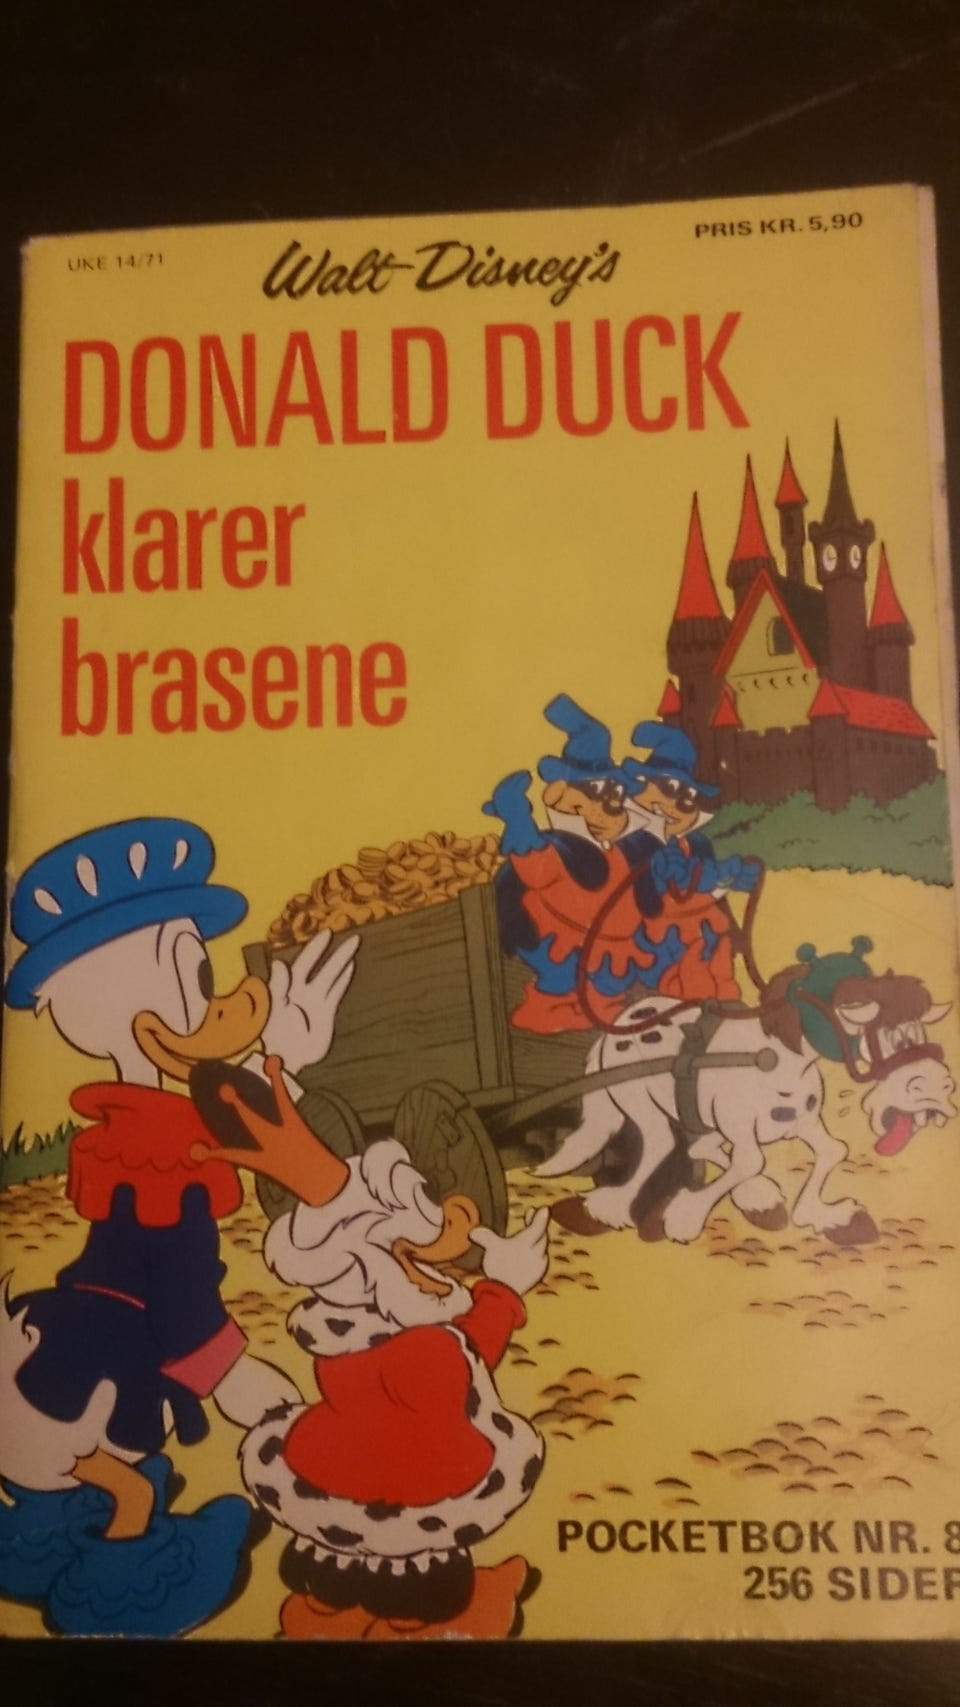 UKE 14/71
PRIS KR. 5,90
Walt Disney's
DONALD DUCK
klarer
brasene
POCKETBOK NR. 8
256 SIDER